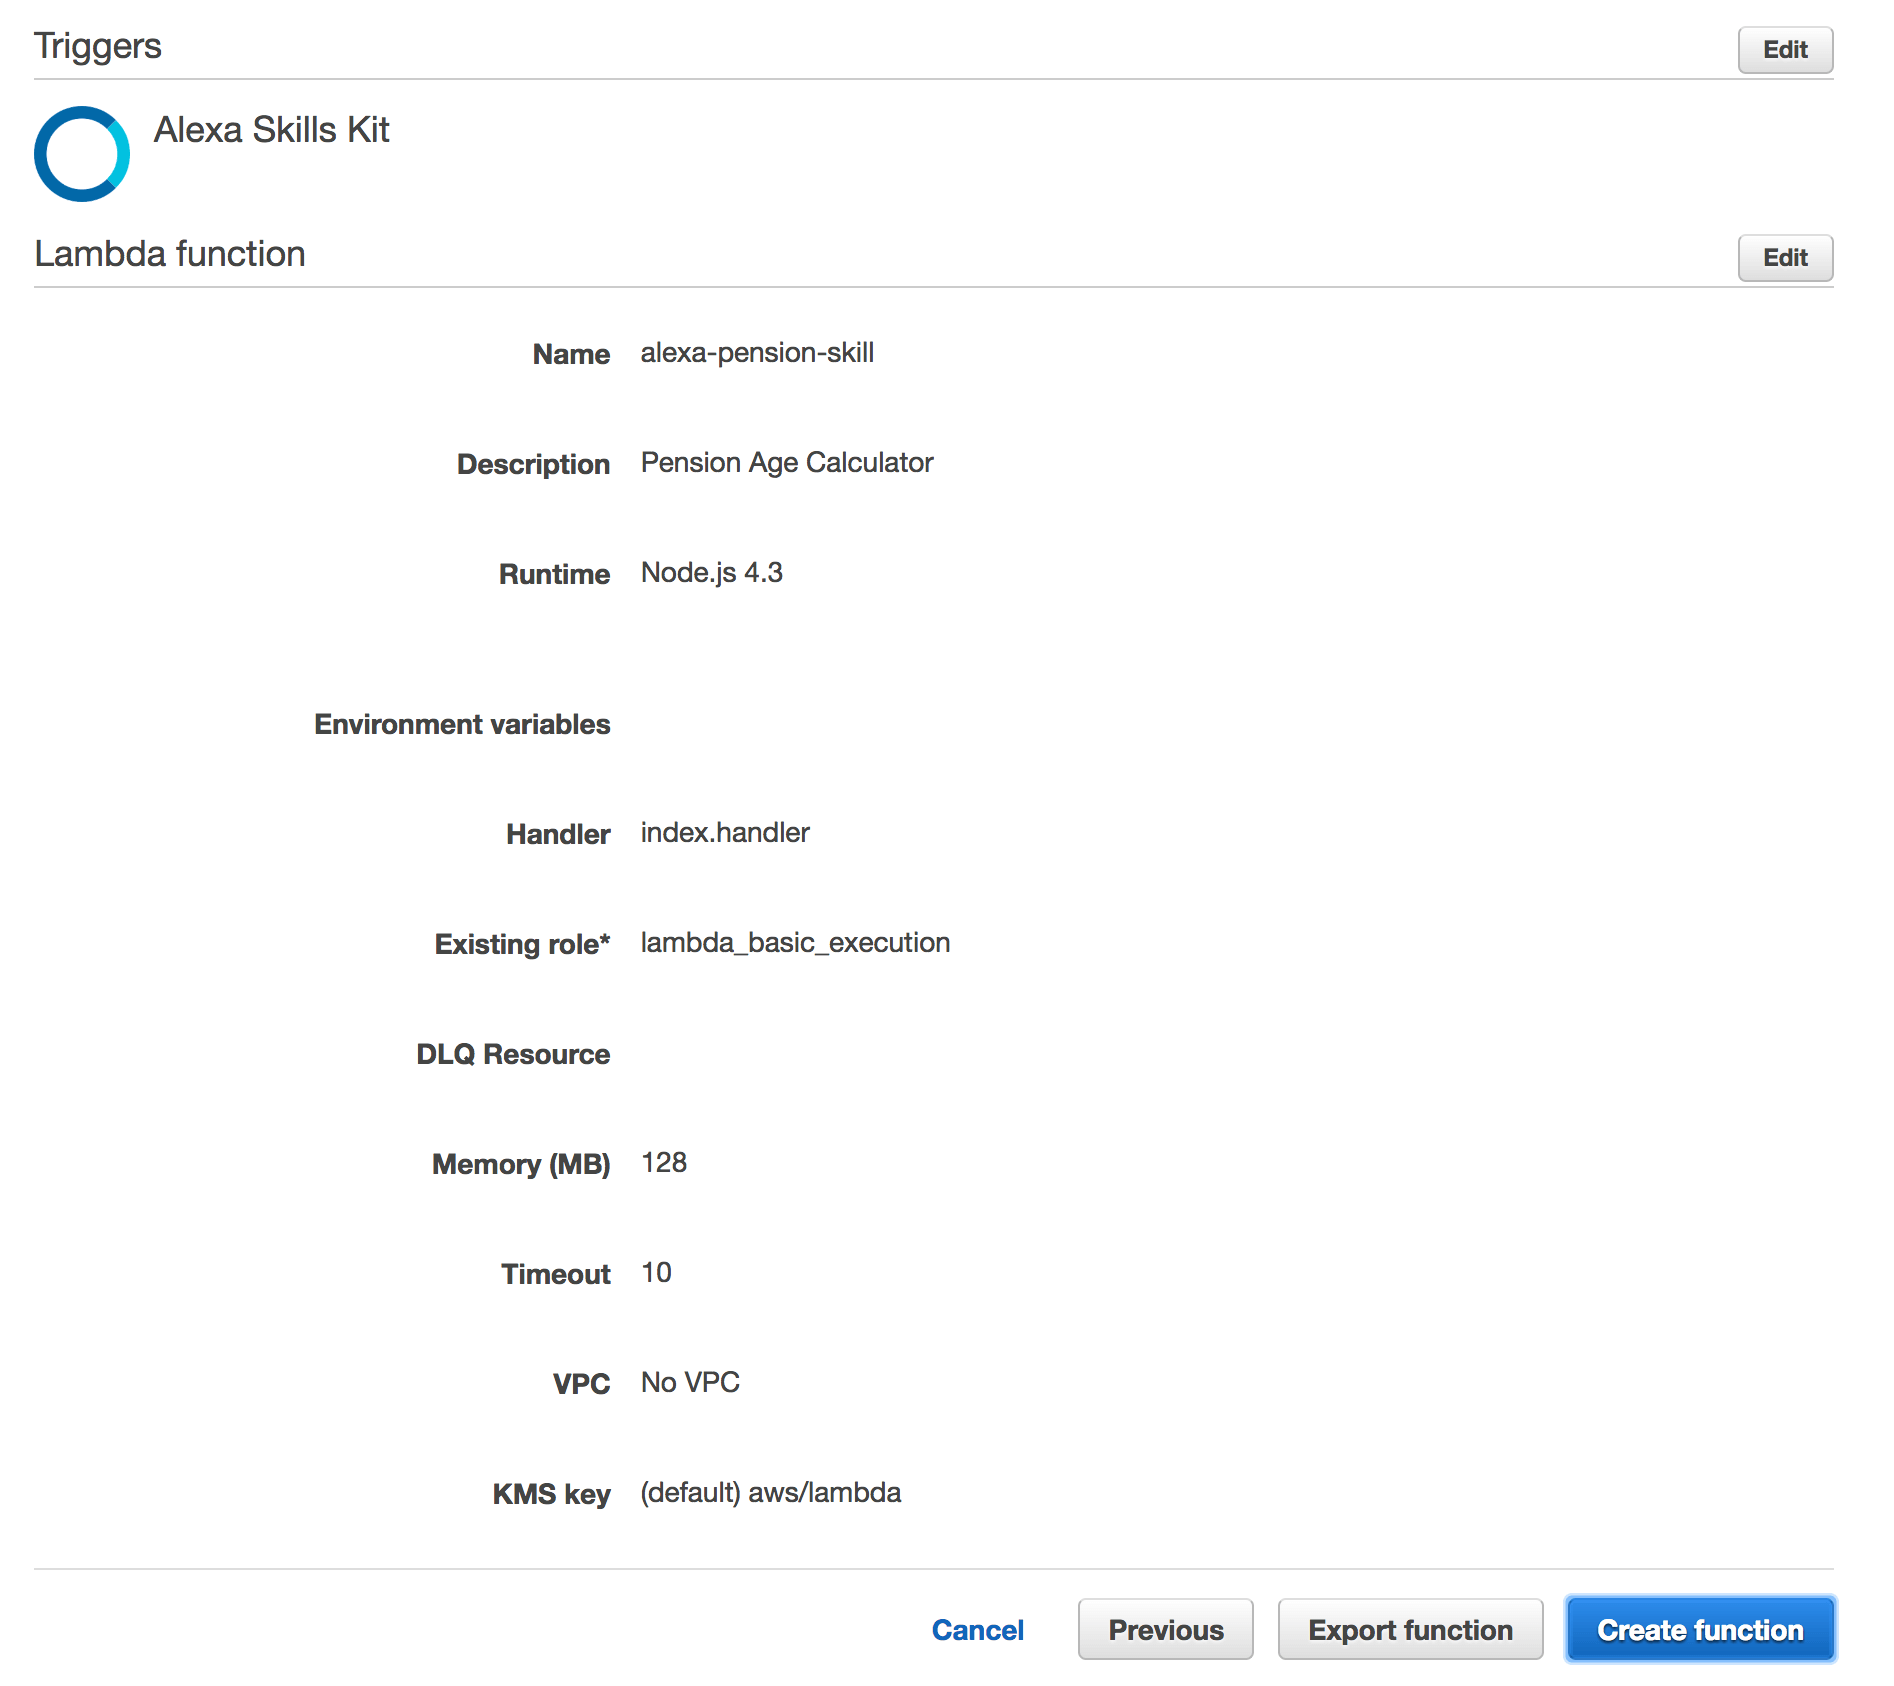 Triggers
Edit
Alexa Skills Kit
Lambda function
Edit
Name alexa-pension-skill
Description Pension Age Calculator
Runtime Node.js 4.3
Environment variables
Handler index.handler
Existing role* lambda_basic_execution
DLQ Resource
Memory (MB) 128
Timeout 10
VPC No VPC
KMS key (default) aws/lambda
Cancel Previous Export function Create function